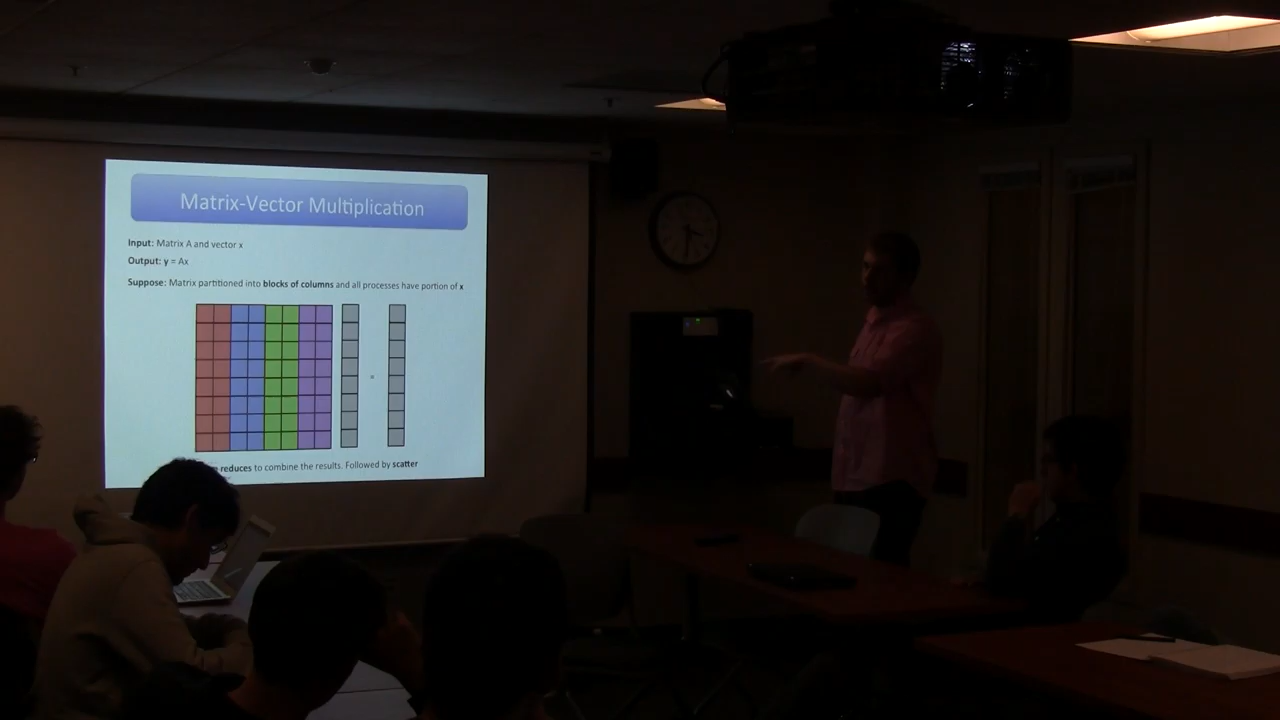 Matrix-Vector Multiplication
Input: Matrix A and vector x
Output: y = Ax
Suppose: Matrix partitioned into blocks of columns and all processes have portion of x
=
reduces to combine the results. Followed by scatter